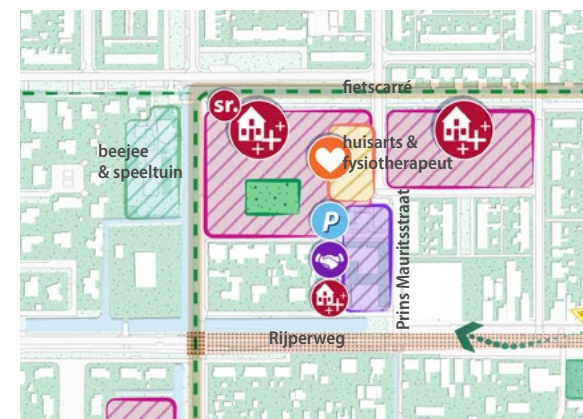 fietscarré
sr.
huisarts &
fysiotherapeut
beejee
& speeltuin
P
Prins Mauritsstraat
Rijperweg